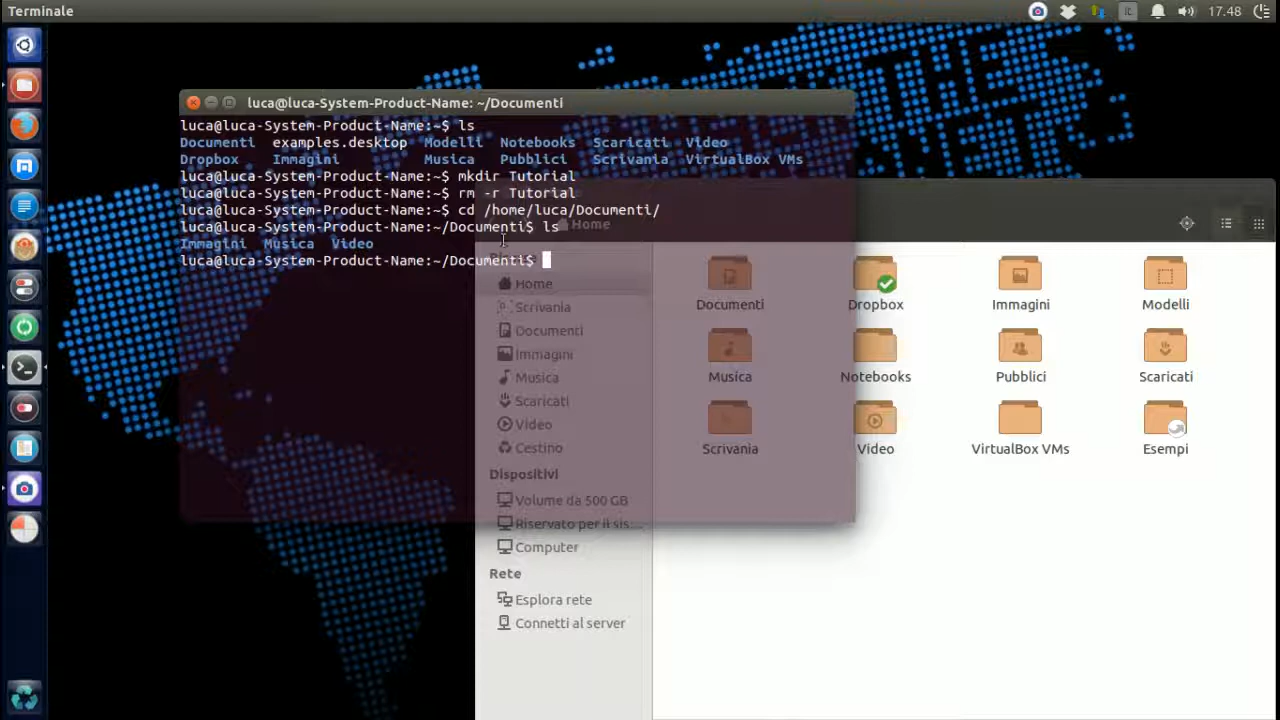 Terminale
it
17.48
luca@luca-System-Product-Name: ~/Documenti
luca@luca-System-Product-Name:~$ ls
Documenti examples.desktop Modelli Notebooks Scaricati Video
Dropbox Immagini Musica Pubblici Scrivania VirtualBox VMs
luca@luca-System-Product-Name:~$ mkdir Tutorial
luca@luca-System-Product-Name:~$ rm -r Tutorial
luca@luca-System-Product-Name:~$ cd /home/luca/Documenti/
luca@luca-System-Product-Name:~/Documenti$ ls
Immagini Musica Video
luca@luca-System-Product-Name:~/Documenti$
Home
Home
Scrivania
Documenti
Immagini
Musica
Scaricati
Video
Cestino
Dispositivi
Volume da 500 GB
Riservato per il sis...
Computer
Rete
Esplora rete
Connetti al server
Documenti Dropbox Immagini Modelli
Musica Notebooks Pubblici Scaricati
Scrivania Video VirtualBox VMs Esempi